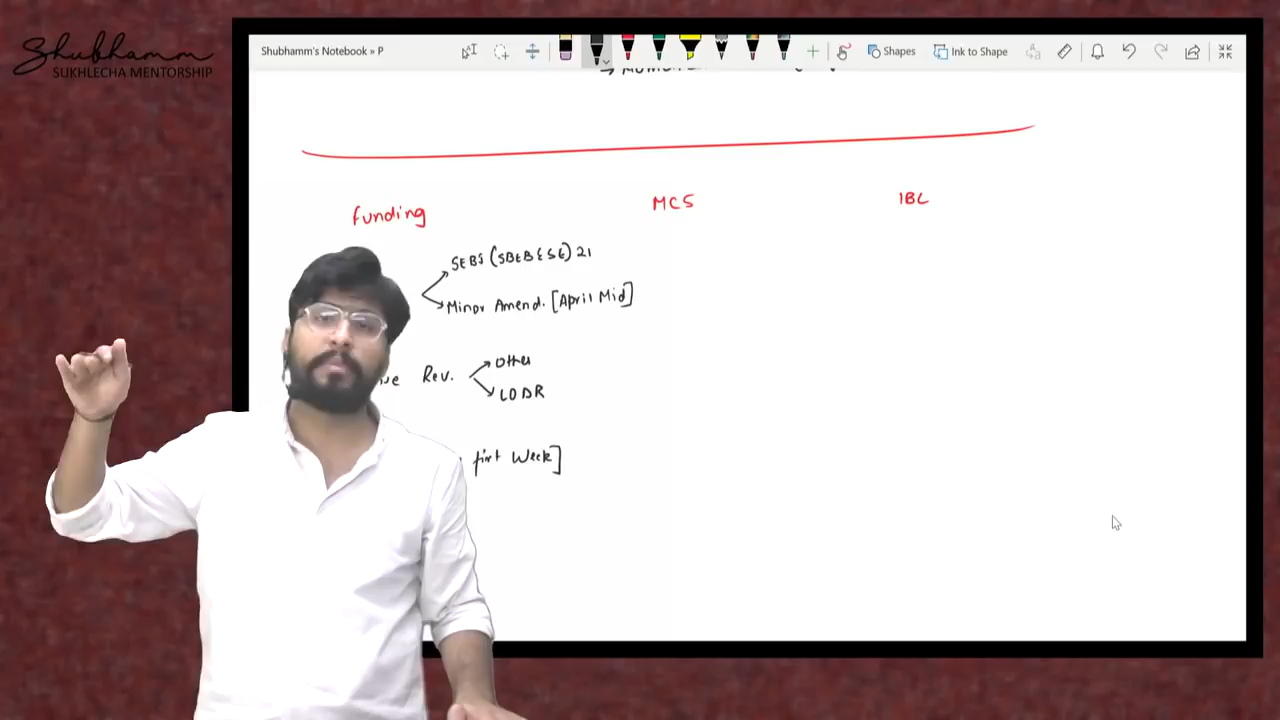 Shubhamm
SUKHLECHA MENTORSHIP
Shubhamm's Notebook » P
Shapes
Ink to Shape
funding
MCS
IBC
SEBI (SBEB & SE) 21
Minor Amend. [April Mid]
Rev.
Other
LODR
first Week]